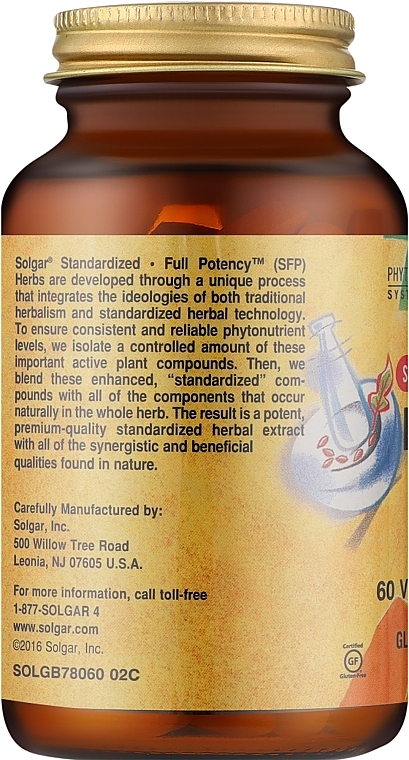 Solgar® Standardized • Full Potency™ (SFP)
Herbs are developed through a unique process
that integrates the ideologies of both traditional
herbalism and standardized herbal technology.
To ensure consistent and reliable phytonutrient
levels, we isolate a controlled amount of these
important active plant compounds. Then, we
blend these enhanced, “standardized” com-
pounds with all of the components that occur
naturally in the whole herb. The result is a potent,
premium-quality standardized herbal extract
with all of the synergistic and beneficial
qualities found in nature.
Carefully Manufactured by:
Solgar, Inc.
500 Willow Tree Road
Leonia, NJ 07605 U.S.A.
For more information, call toll-free
1-877-SOLGAR 4
www.solgar.com
©2016 Solgar, Inc.
SOLGB78060 02C
PHYT
SYST
60 V
GL
Certified
GF
Gluten-Free